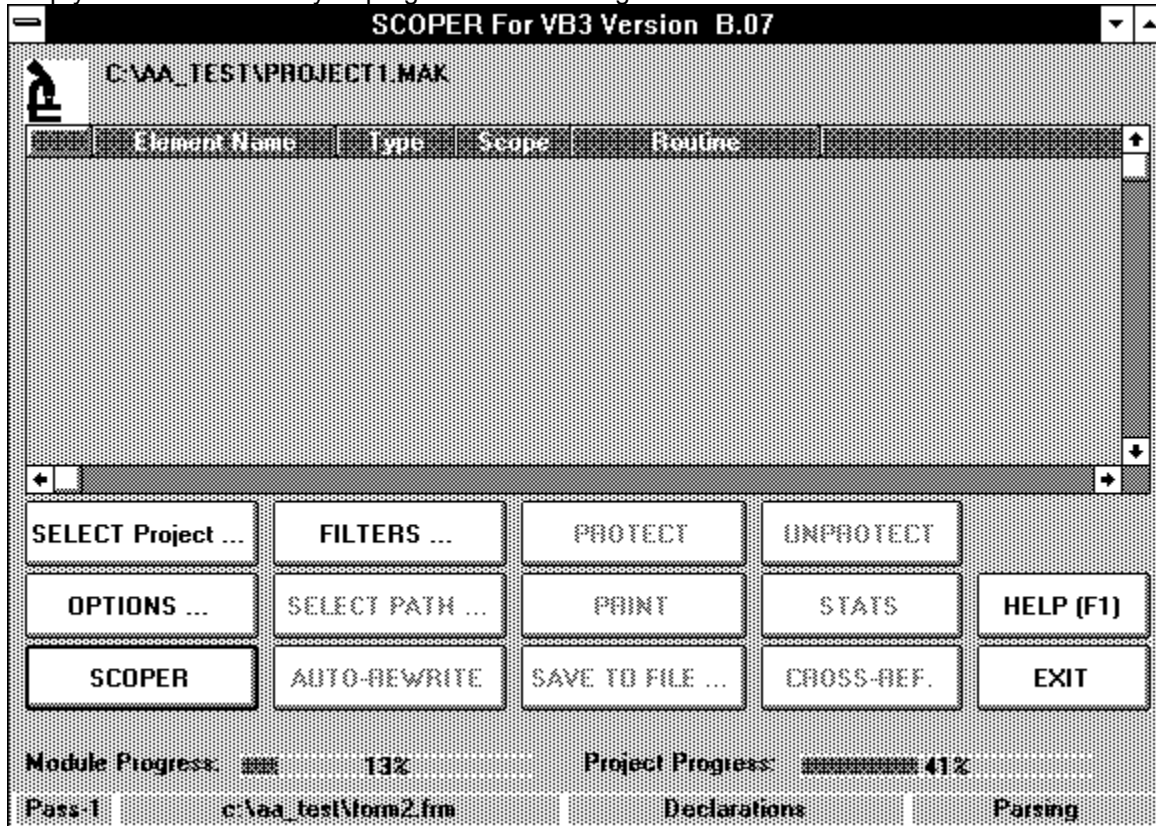 SCOPER For VB3 Version B.07
C:\AA_TEST\PROJECT1.MAK
Element Name Type Scope Routine
SELECT Project ... FILTERS ... PROTECT UNPROTECT
OPTIONS ... SELECT PATH ... PRINT STATS HELP (F1)
SCOPER AUTO-REWRITE SAVE TO FILE ... CROSS-REF. EXIT
Module Progress: 13% Project Progress: 41%
Pass-1 c:\aa_test\form2.frm Declarations Parsing